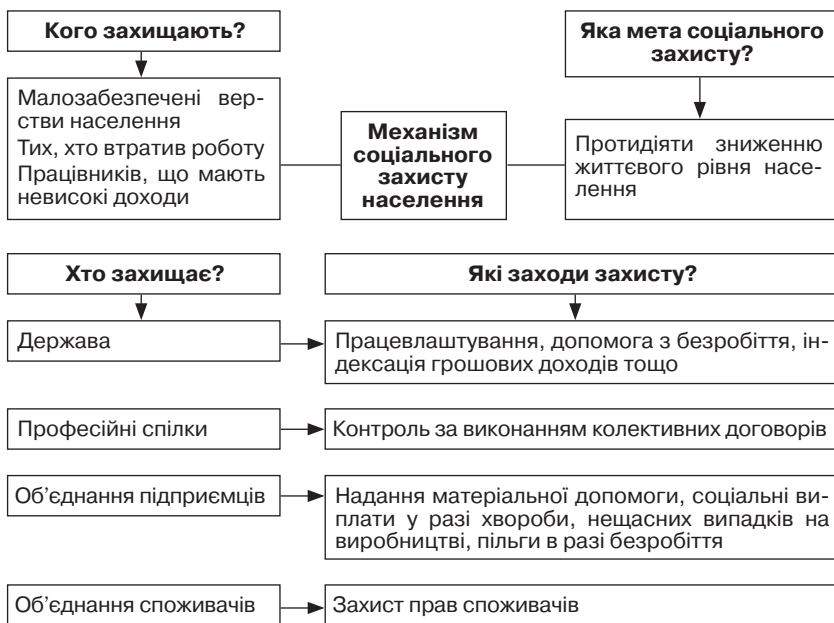 Кого захищають?
Малозабезпечені вер-
стви населення
Тих, хто втратив роботу
Працівників, що мають
невисокі доходи
Механізм
соціального
захисту
населення
Яка мета соціального
захисту?
Протидіяти зниженню
життєвого рівня насе-
лення
Хто захищає?
Які заходи захисту?
Держава
Працевлаштування, допомога з безробіття, ін-
дексація грошових доходів тощо
Професійні спілки
Контроль за виконанням колективних договорів
Об’єднання підприємців
Надання матеріальної допомоги, соціальні ви-
плати у разі хвороби, нещасних випадків на
виробництві, пільги в разі безробіття
Об’єднання споживачів
Захист прав споживачів